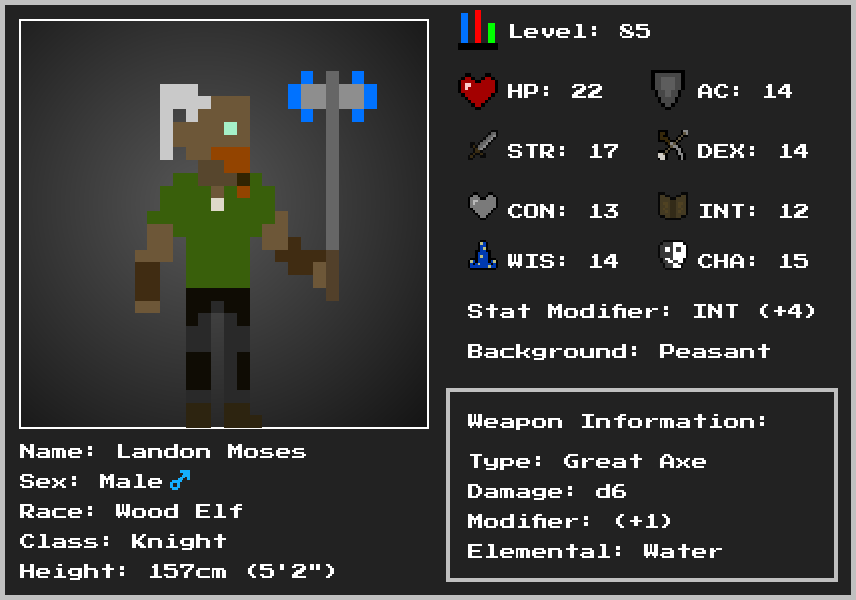 Level: 85
HP: 22
AC: 14
STR: 17
DEX: 14
CON: 13
INT: 12
WIS: 14
CHA: 15
Stat Modifier: INT (+4)
Background: Peasant
Weapon Information:
Type: Great Axe
Damage: d6
Modifier: (+1)
Elemental: Water
Name: Landon Moses
Sex: Male♂
Race: Wood Elf
Class: Knight
Height: 157cm (5'2")